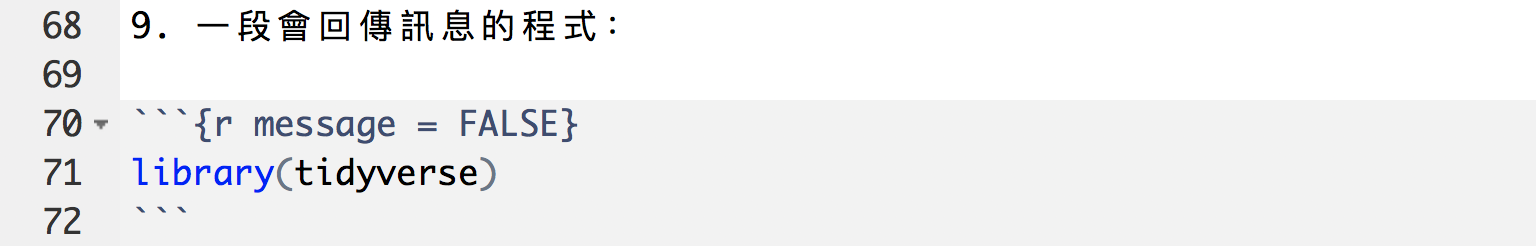 68 9. 一段會回傳訊息的程式：
69
70 ```{r message = FALSE}
71 library(tidyverse)
72 ```